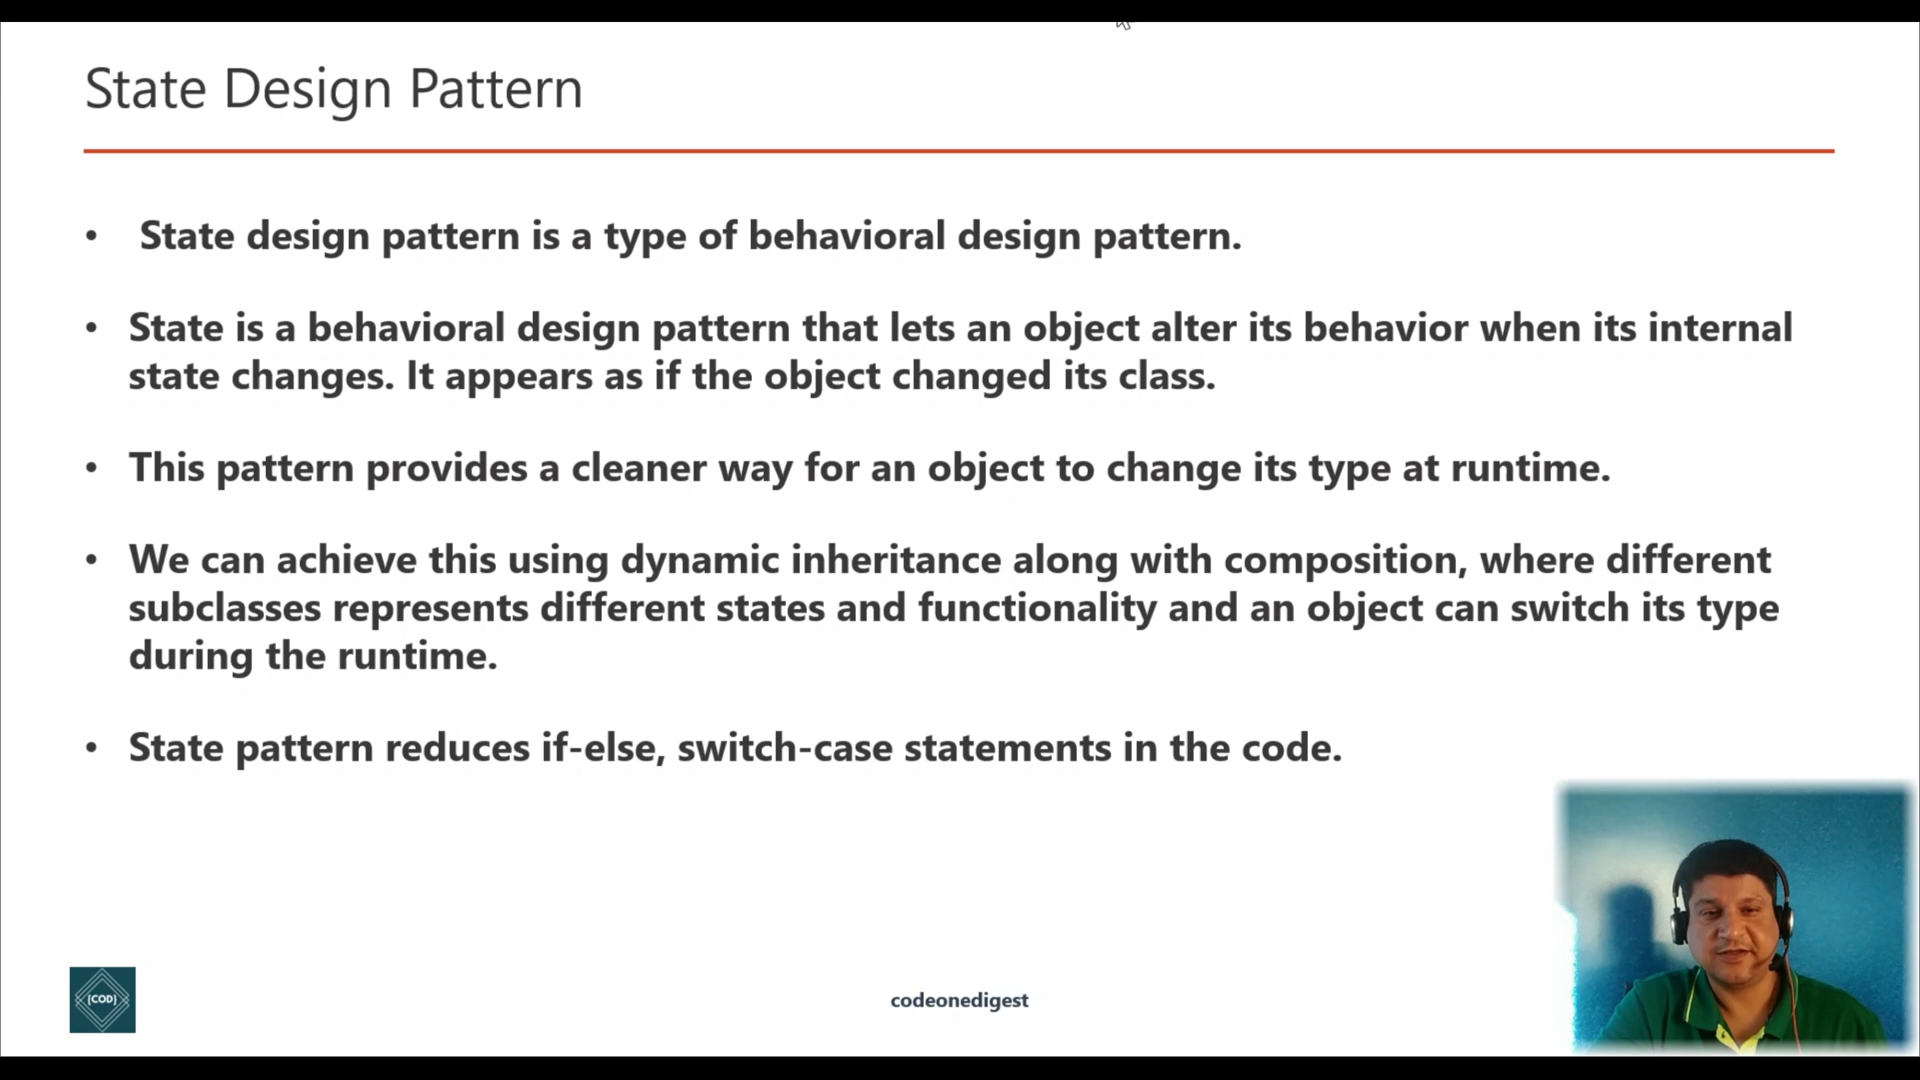 State Design Pattern
• State design pattern is a type of behavioral design pattern.
• State is a behavioral design pattern that lets an object alter its behavior when its internal
state changes. It appears as if the object changed its class.
• This pattern provides a cleaner way for an object to change its type at runtime.
• We can achieve this using dynamic inheritance along with composition, where different
subclasses represents different states and functionality and an object can switch its type
during the runtime.
• State pattern reduces if-else, switch-case statements in the code.
{COD}
codeonedigest